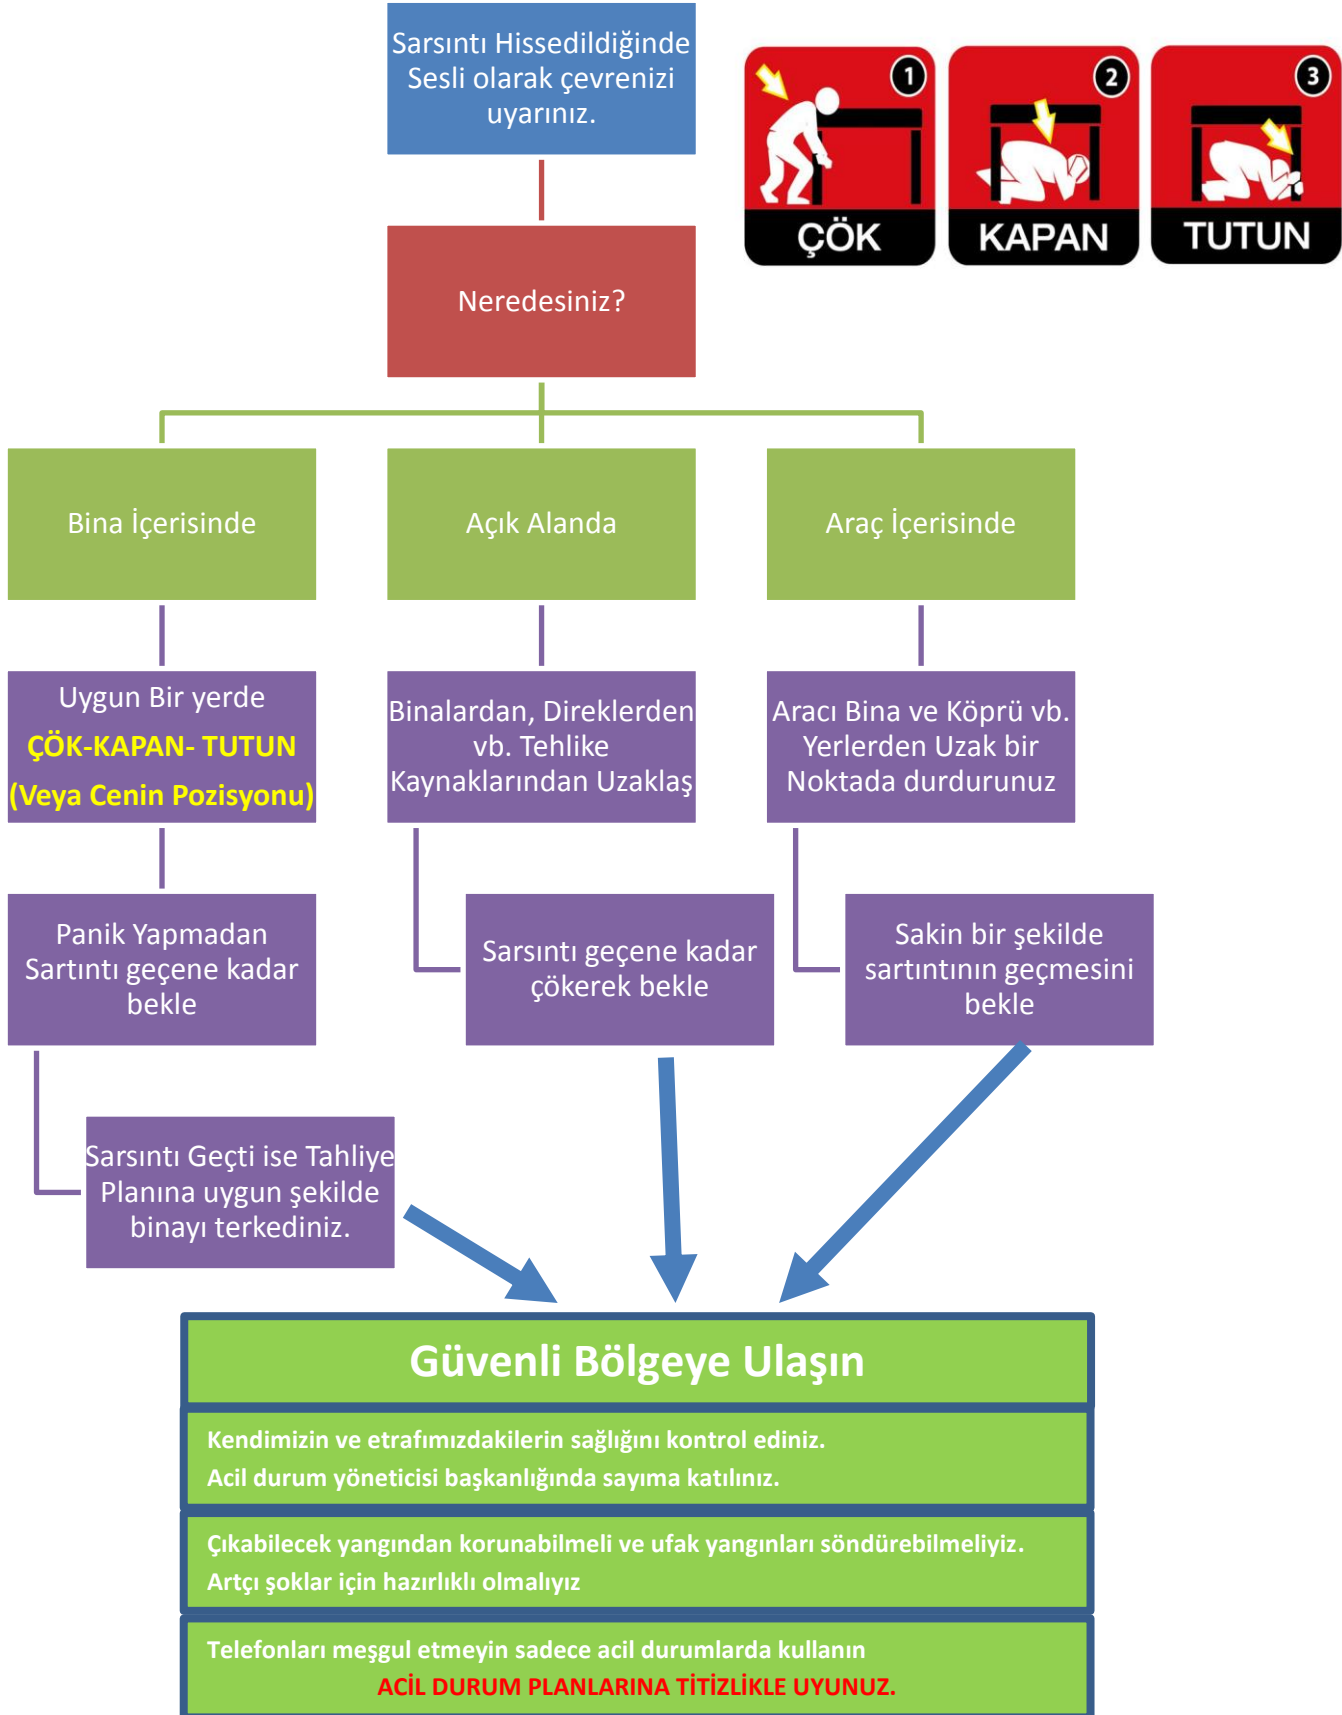 Sarsıntı Hissedildiğinde
Sesli olarak çevrenizi
uyarınız.
1
ÇÖK
2
KAPAN
3
TUTUN
Neredesiniz?
Bina İçerisinde
Açık Alanda
Araç İçerisinde
Uygun Bir yerde
ÇÖK-KAPAN- TUTUN
(Veya Cenin Pozisyonu)
Binalardan, Direklerden
vb. Tehlike
Kaynaklarından Uzaklaş
Aracı Bina ve Köprü vb.
Yerlerden Uzak bir
Noktada durdurunuz
Panik Yapmadan
Sartıntı geçene kadar
bekle
Sarsıntı geçene kadar
çökerek bekle
Sakin bir şekilde
sartıntının geçmesini
bekle
Sarsıntı Geçti ise Tahliye
Planına uygun şekilde
binayı terkediniz.
Güvenli Bölgeye Ulaşın
Kendimizin ve etrafımızdakilerin sağlığını kontrol ediniz.
Acil durum yöneticisi başkanlığında sayıma katılınız.
Çıkabilecek yangından korunabilmeli ve ufak yangınları söndürebilmeliyiz.
Artçı şoklar için hazırlıklı olmalıyız
Telefonları meşgul etmeyin sadece acil durumlarda kullanın
ACİL DURUM PLANLARINA TİTİZLİKLE UYUNUZ.